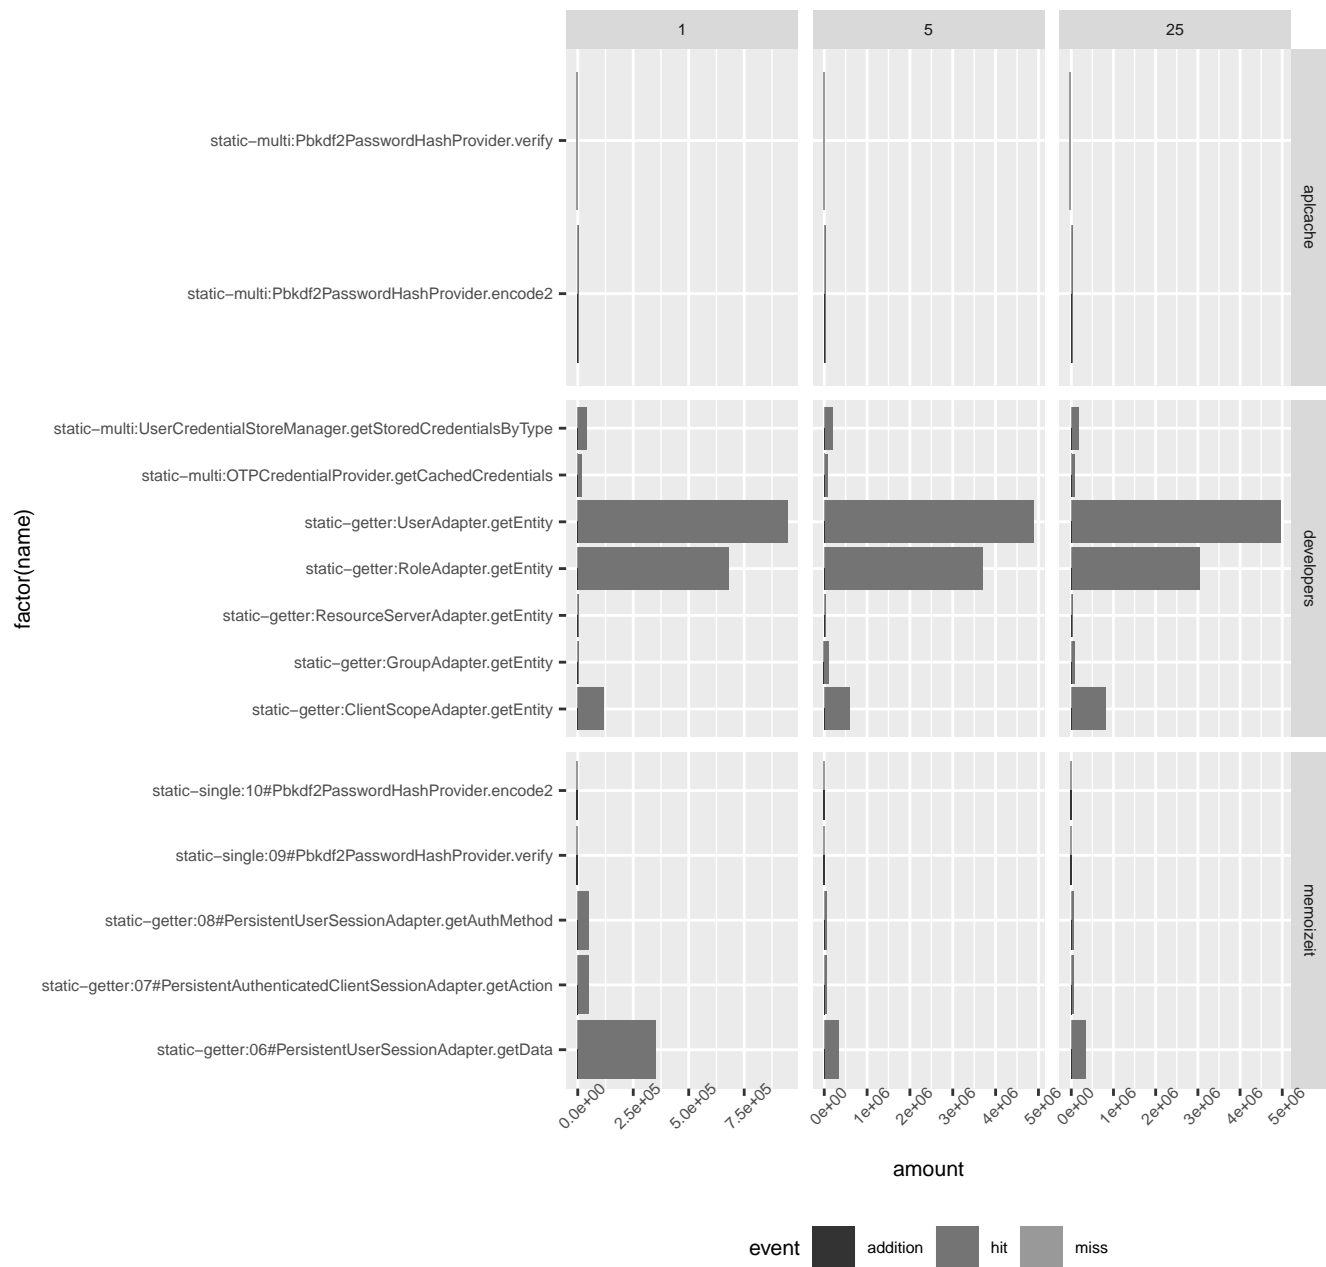 1
5
25
static−multi:Pbkdf2PasswordHashProvider.verify
static−multi:Pbkdf2PasswordHashProvider.encode2
aplcache
static−multi:UserCredentialStoreManager.getStoredCredentialsByType
static−multi:OTPCredentialProvider.getCachedCredentials
static−getter:UserAdapter.getEntity
static−getter:RoleAdapter.getEntity
static−getter:ResourceServerAdapter.getEntity
static−getter:GroupAdapter.getEntity
static−getter:ClientScopeAdapter.getEntity
developers
static−single:10#Pbkdf2PasswordHashProvider.encode2
static−single:09#Pbkdf2PasswordHashProvider.verify
static−getter:08#PersistentUserSessionAdapter.getAuthMethod
static−getter:07#PersistentAuthenticatedClientSessionAdapter.getAction
static−getter:06#PersistentUserSessionAdapter.getData
memoizeit
factor(name)
0.0e+00
2.5e+05
5.0e+05
7.5e+05
0e+00
1e+06
2e+06
3e+06
4e+06
5e+06
0e+00
1e+06
2e+06
3e+06
4e+06
5e+06
amount
event addition hit miss